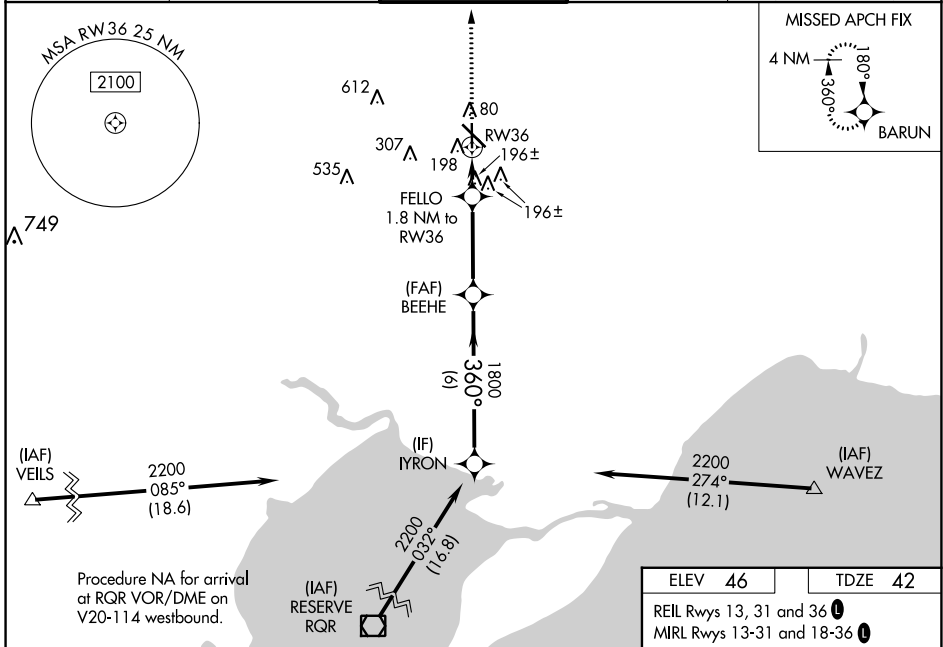 MSA RW36 25 NM
2100
MISSED APCH FIX
4 NM
360°
180°
BARUN
612
80
RW36
307
198
196±
535
196±
FELLO
1.8 NM to
RW36
749
(FAF)
BEEHE
1800
360°
(6)
(IF)
IYRON
(IAF)
VEILS
2200
085°
(18.6)
2200
274°
(12.1)
(IAF)
WAVEZ
2200
032°
(16.8)
(IAF)
RESERVE
RQR
Procedure NA for arrival
at RQR VOR/DME on
V20-114 westbound.
ELEV 46
TDZE 42
REIL Rwys 13, 31 and 36 L
MIRL Rwys 13-31 and 18-36 L